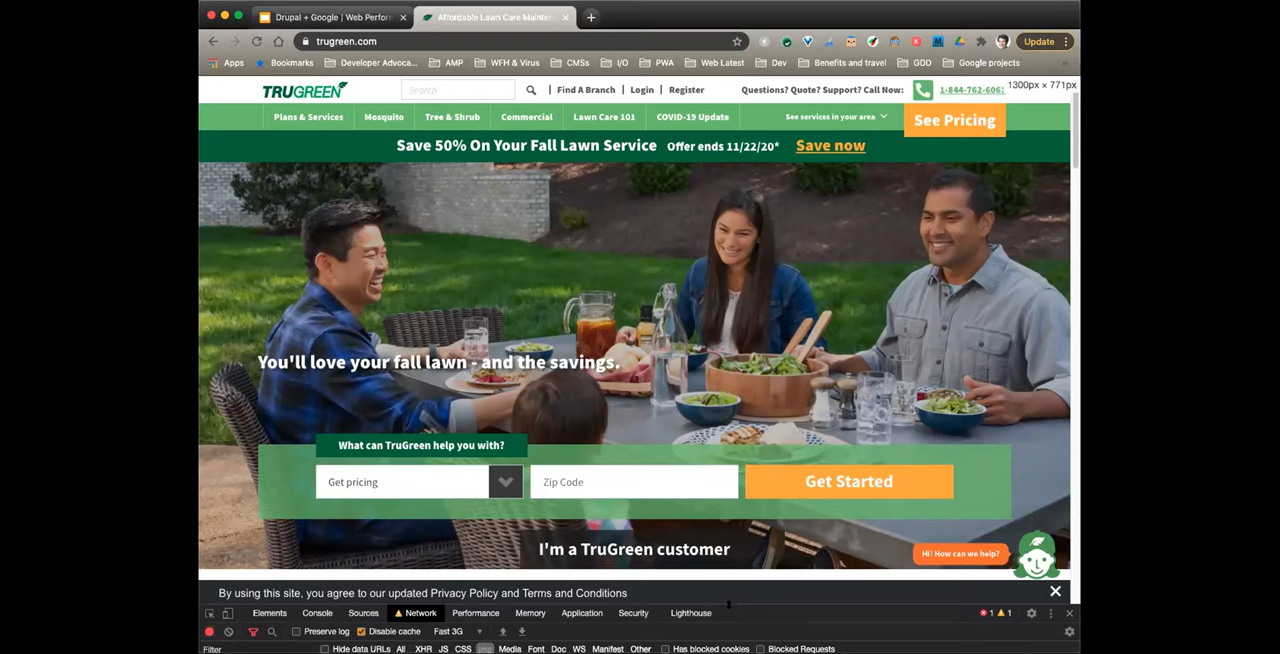 Drupal + Google | Web Perform
Affordable Lawn Care Mainten
trugreen.com
Update
Apps
Bookmarks
Developer Advoca...
AMP
WFH & Virus
CMSs
I/O
PWA
Web Latest
Dev
Benefits and travel
GDD
Google projects
TRUGREEN
Search
Find A Branch | Login | Register
Questions? Quote? Support? Call Now:
1-844-762-606
1300px × 771px
Plans & Services
Mosquito
Tree & Shrub
Commercial
Lawn Care 101
COVID-19 Update
See services in your area
See Pricing
Save 50% On Your Fall Lawn Service Offer ends 11/22/20* Save now
You'll love your fall lawn - and the savings.
What can TruGreen help you with?
Get pricing
Zip Code
Get Started
I'm a TruGreen customer
Hi! How can we help?
By using this site, you agree to our updated Privacy Policy and Terms and Conditions
Elements
Console
Sources
Network
Performance
Memory
Application
Security
Lighthouse
1
1
Preserve log
Disable cache
Fast 3G
Filter
Hide data URLs
All
XHR
JS
CSS
Img
Media
Font
Doc
WS
Manifest
Other
Has blocked cookies
Blocked Requests